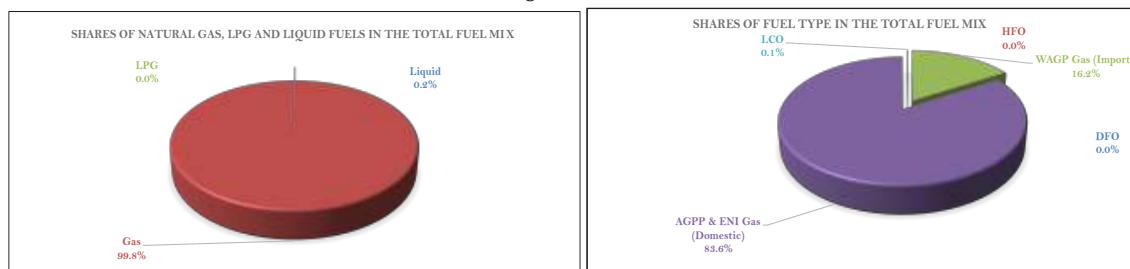 SHARES OF NATURAL GAS, LPG AND LIQUID FUELS IN THE TOTAL FUEL MIX
LPG
0.0%
Liquid
0.2%
Gas
99.8%
SHARES OF FUEL TYPE IN THE TOTAL FUEL MIX
LCO
0.1%
HFO
0.0%
WAGP Gas (Import
16.2%
DFO
0.0%
AGPP & ENI Gas
(Domestic)
83.6%